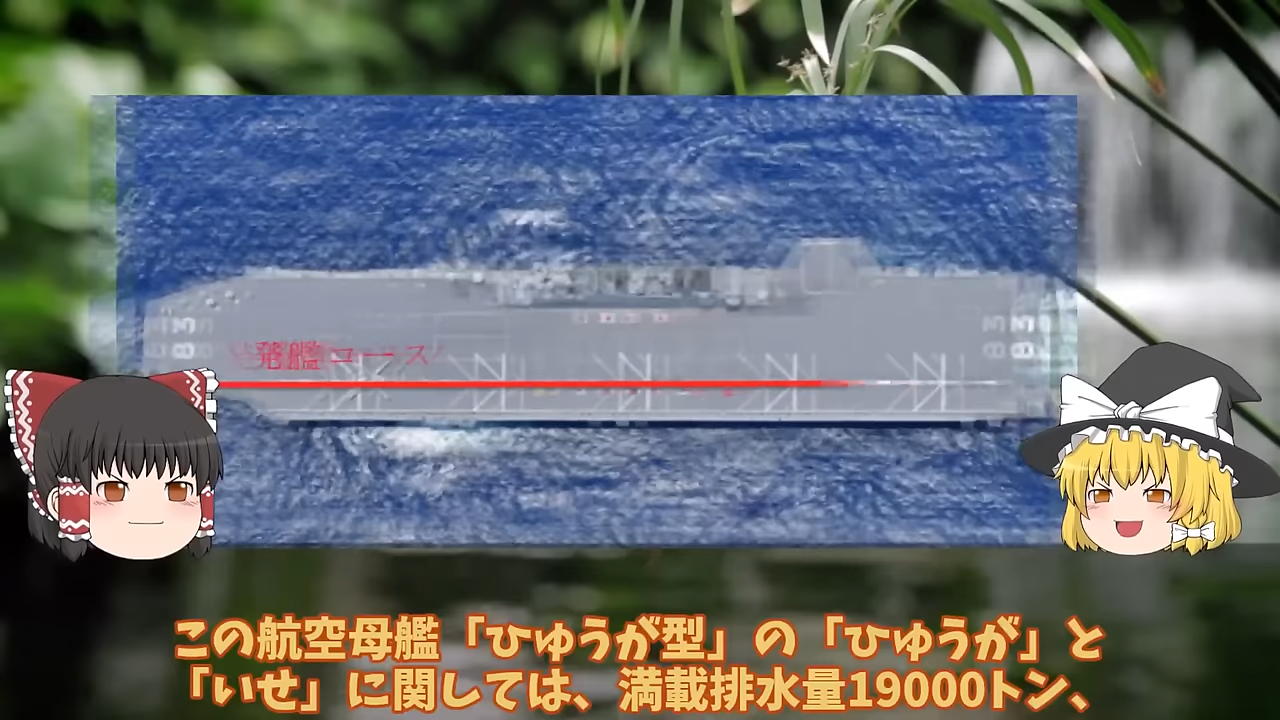 発艦コース
この航空母艦「ひゅうが型」の「ひゅうが」と
「いせ」に関しては、満載排水量19000トン、